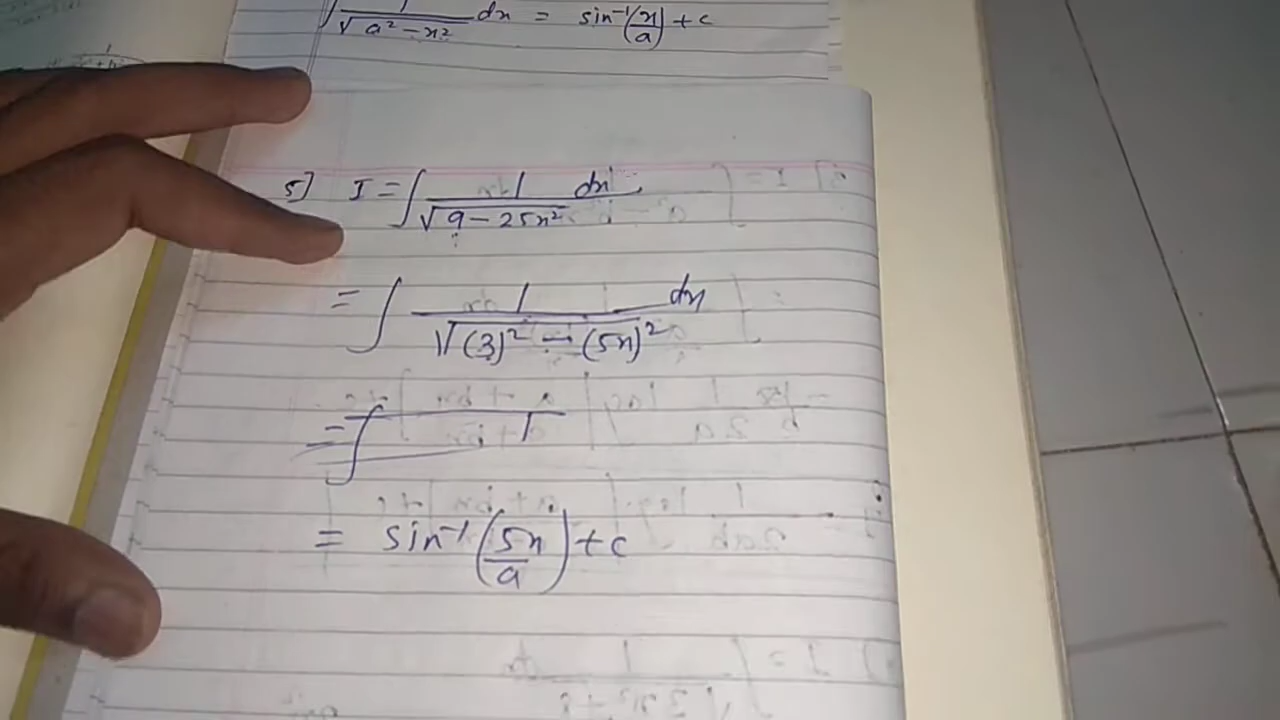 ∫ 1/√(a² − x²) dx = sin⁻¹(x/a) + c
5] I = ∫ 1/√(9 − 25x²) dx
= ∫ 1/√((3)² − (5x)²) dx
= ∫ 1
= sin⁻¹(5x/a) + c